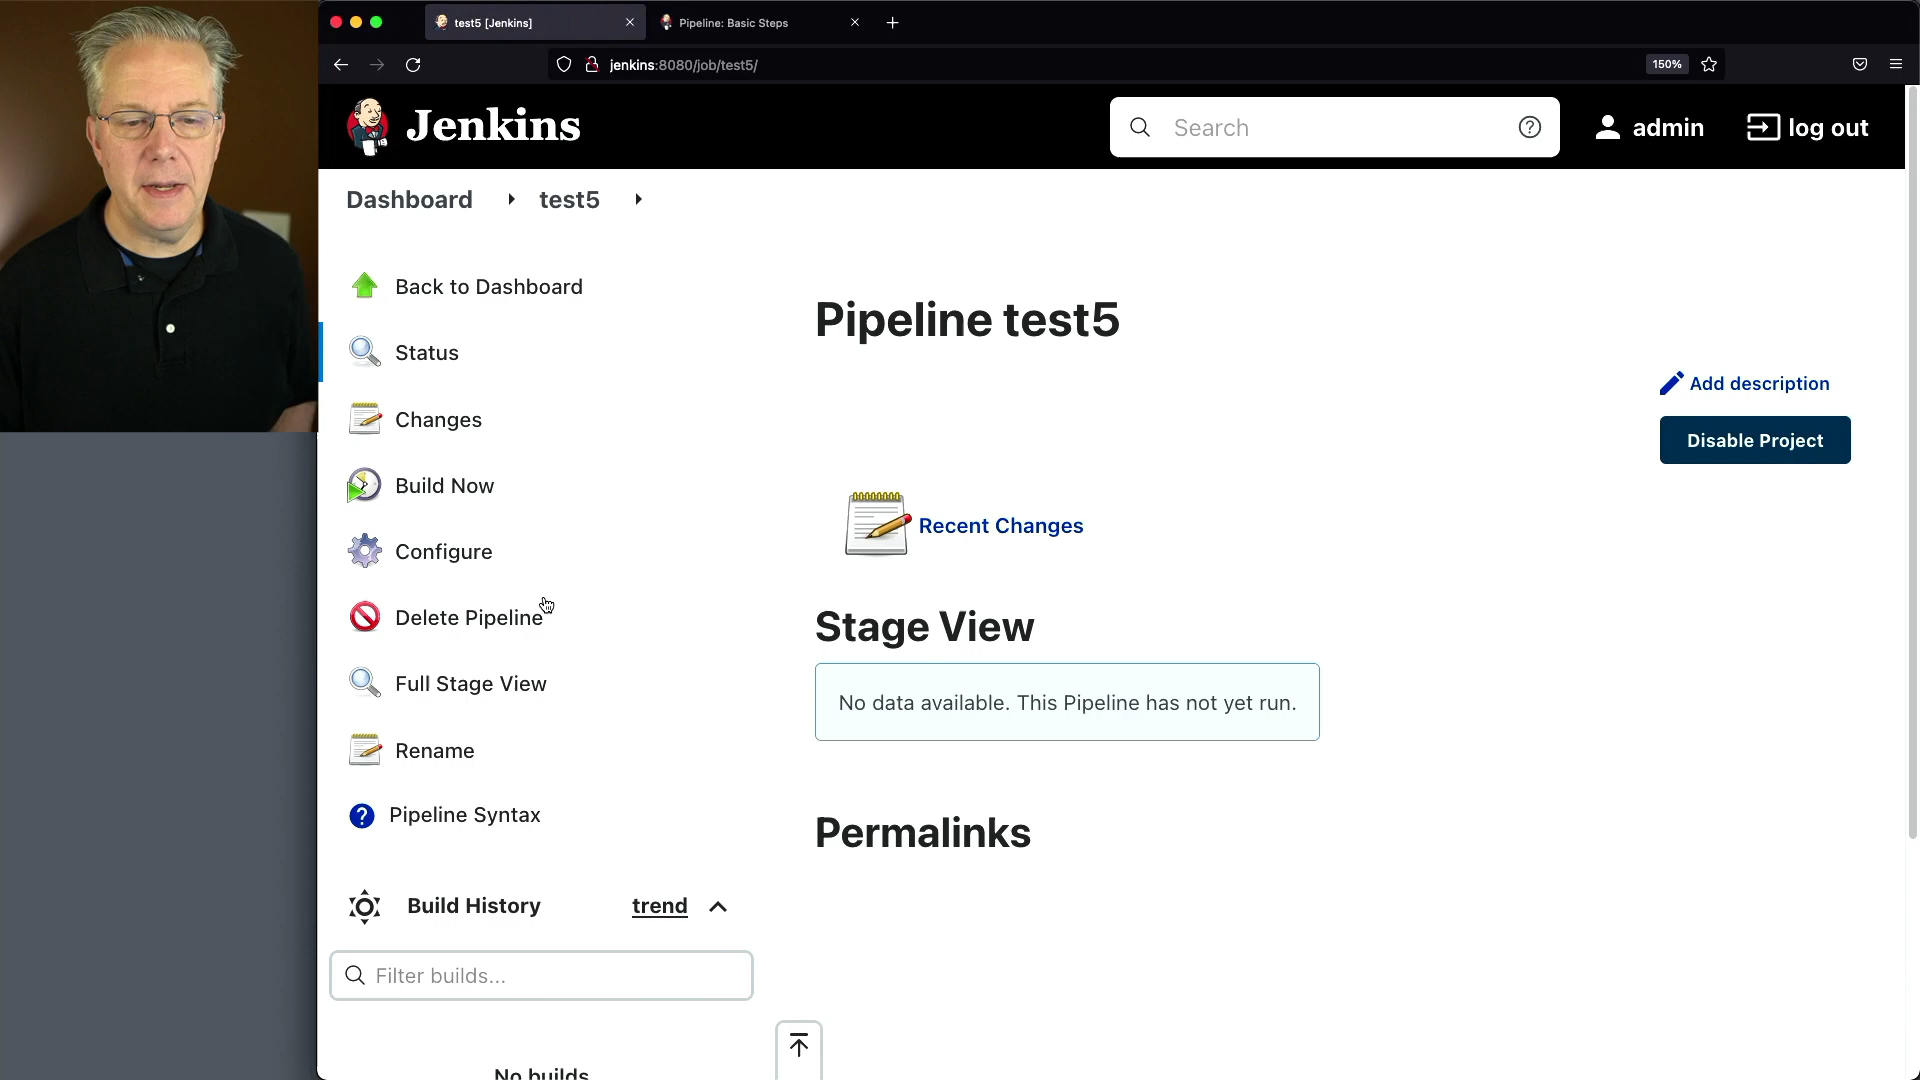 test5 [Jenkins]
Pipeline: Basic Steps
jenkins:8080/job/test5/
150%
Jenkins
Search
admin
log out
Dashboard
test5
Back to Dashboard
Status
Changes
Build Now
Configure
Delete Pipeline
Full Stage View
Rename
Pipeline Syntax
Build History
trend
Filter builds...
No builds
Pipeline test5
Add description
Disable Project
Recent Changes
Stage View
No data available. This Pipeline has not yet run.
Permalinks